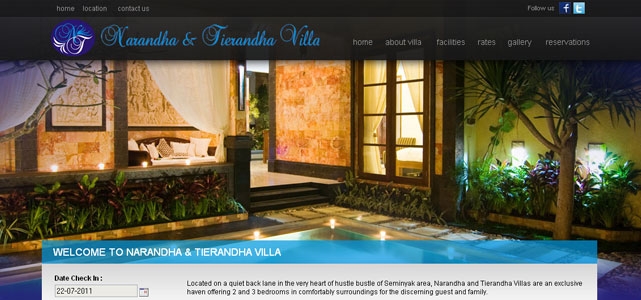 home location contact us Follow us
Narandha & Tierandha Villa
home about villa facilities rates gallery reservations
WELCOME TO NARANDHA & TIERANDHA VILLA
Date Check In :
22-07-2011
Located on a quiet back lane in the very heart of hustle bustle of Seminyak area, Narandha and Tierandha Villas are an exclusive
haven offering 2 and 3 bedrooms in comfortably surroundings for the discerning guest and family.